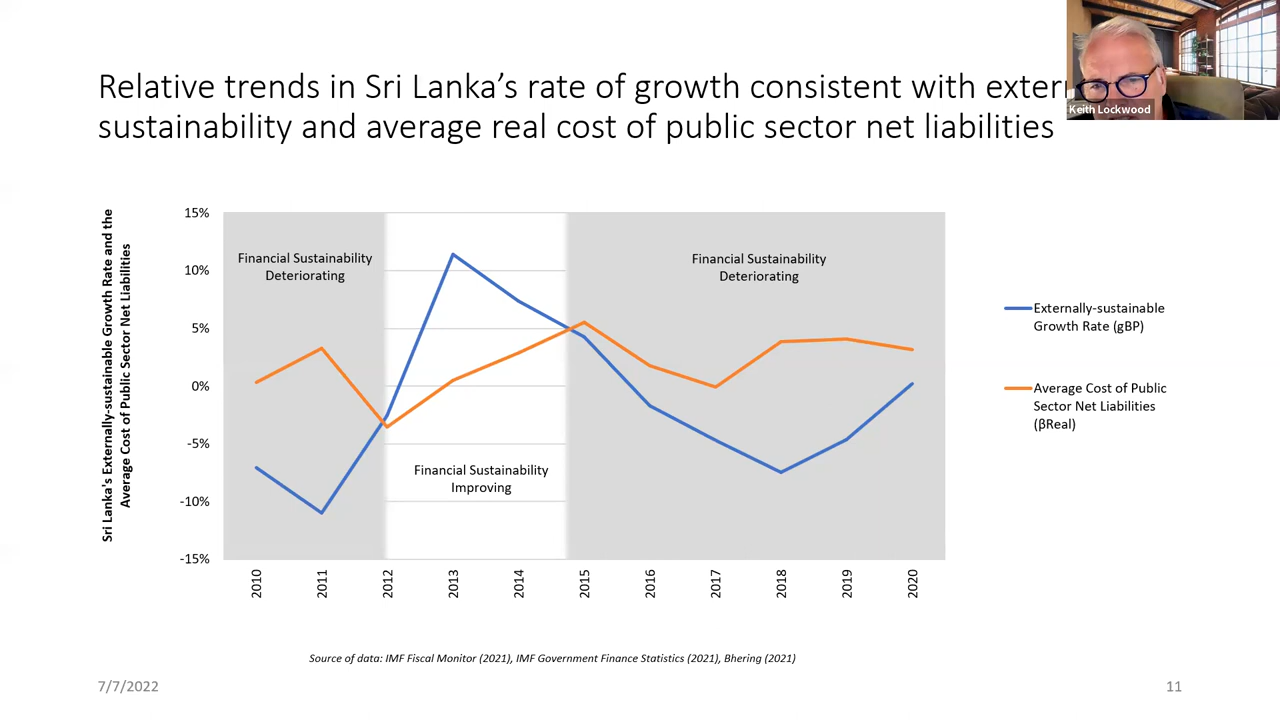 Relative trends in Sri Lanka's rate of growth consistent with
sustainability and average real cost of public sector net liabilities
Keith Lockwood
Sri Lanka's Externally-sustainable Growth Rate and the
Average Cost of Public Sector Net Liabilities
15%
10%
5%
0%
-5%
-10%
-15%
Financial Sustainability
Deteriorating
Financial Sustainability
Improving
Financial Sustainability
Deteriorating
2010
2011
2012
2013
2014
2015
2016
2017
2018
2019
2020
Externally-sustainable
Growth Rate (gBP)
Average Cost of Public
Sector Net Liabilities
(βReal)
Source of data: IMF Fiscal Monitor (2021), IMF Government Finance Statistics (2021), Bhering (2021)
7/7/2022
11